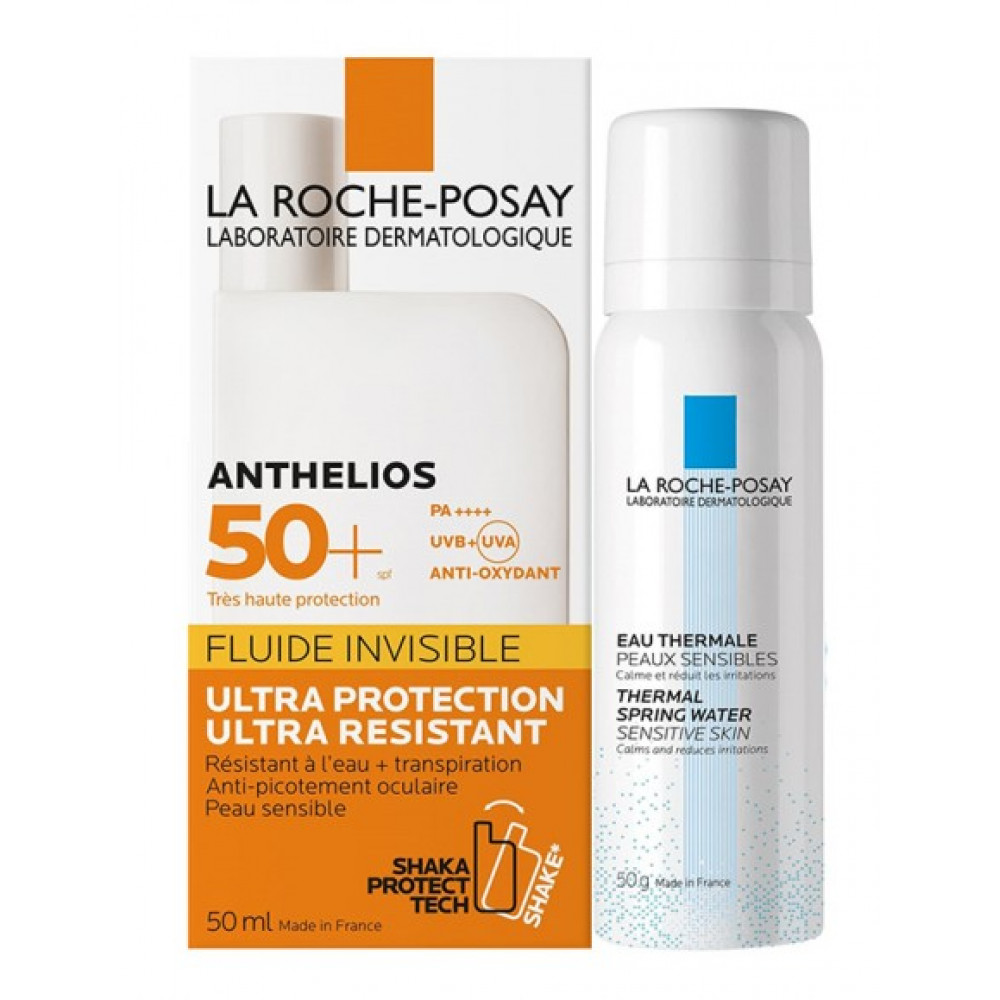 LA ROCHE-POSAY
LABORATOIRE DERMATOLOGIQUE
ANTHELIOS
50+
spf
PA ++++
UVB+UVA
ANTI-OXYDANT
Très haute protection
FLUIDE INVISIBLE
ULTRA PROTECTION
ULTRA RESISTANT
Résistant à l'eau + transpiration
Anti-picotement oculaire
Peau sensible
SHAKA
PROTECT
TECH
SHAKE*
50 ml Made in France
LA ROCHE-POSAY
LABORATOIRE DERMATOLOGIQUE
EAU THERMALE
PEAUX SENSIBLES
Calme et réduit les irritations
THERMAL
SPRING WATER
SENSITIVE SKIN
Calms and reduces irritations
50g Made in France